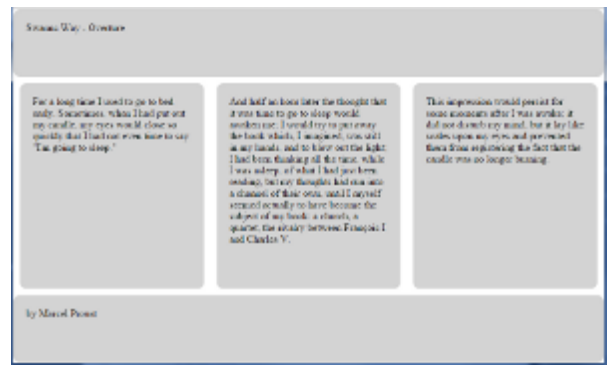 Swanns Way - Overture
For a long time I used to go to bed
early. Sometimes, when I had put out
my candle, my eyes would close so
quickly that I had not even time to say
"I'm going to sleep."
And half an hour later the thought that
it was time to go to sleep would
awaken me; I would try to put away
the book which, I imagined, was still
in my hands, and to blow out the light;
I had been thinking all the time, while
I was asleep, of what I had just been
reading, but my thoughts had run into
a channel of their own, until I myself
seemed actually to have become the
subject of my book: a church, a
quartet, the rivalry between François I
and Charles V.
This impression would persist for
some moments after I was awake; it
did not disturb my mind, but it lay like
scales upon my eyes and prevented
them from registering the fact that the
candle was no longer burning.
by Marcel Proust